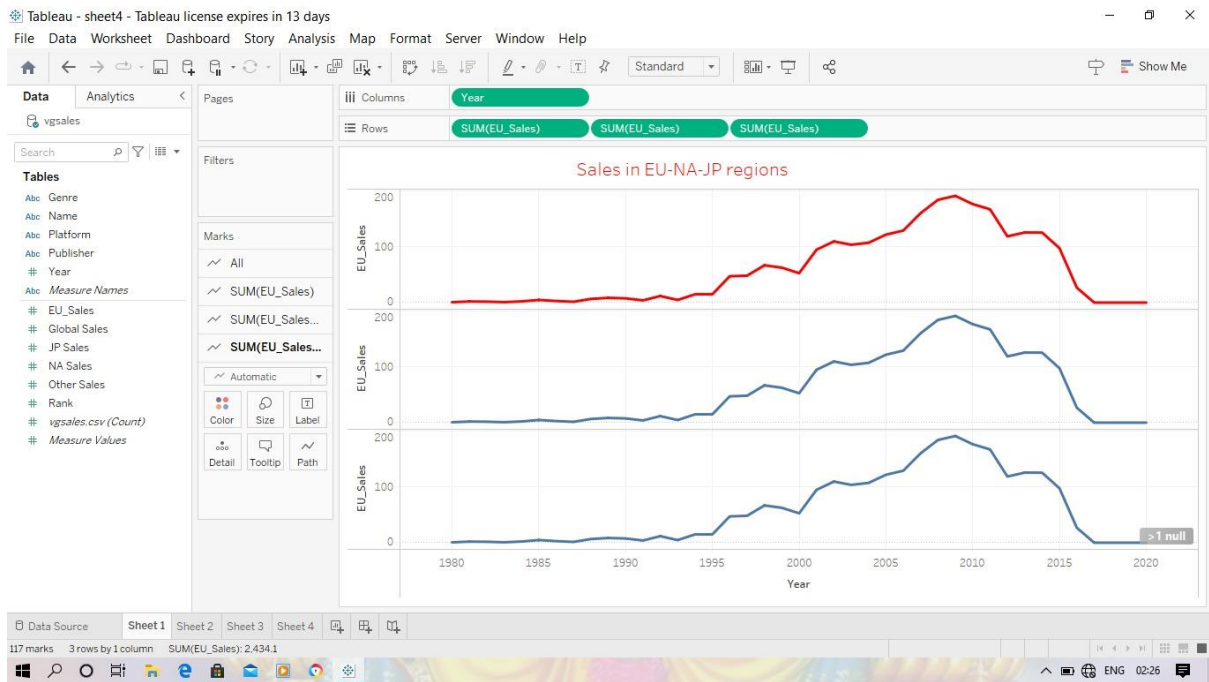 Tableau - sheet4 - Tableau license expires in 13 days
File Data Worksheet Dashboard Story Analysis Map Format Server Window Help
Standard
Show Me
Data Analytics
vgsales
Search
Tables
Abc Genre
Abc Name
Abc Platform
Abc Publisher
# Year
Abc Measure Names
# EU_Sales
# Global Sales
# JP Sales
# NA Sales
# Other Sales
# Rank
# vgsales.csv (Count)
# Measure Values
Pages
Filters
Marks
All
SUM(EU_Sales)
SUM(EU_Sales...
SUM(EU_Sales...
Automatic
Color Size Label
Detail Tooltip Path
Columns Year
Rows SUM(EU_Sales) SUM(EU_Sales) SUM(EU_Sales)
Sales in EU-NA-JP regions
EU_Sales
200
100
0
EU_Sales
200
100
0
EU_Sales
200
100
0
>1 null
1980 1985 1990 1995 2000 2005 2010 2015 2020
Year
Data Source Sheet 1 Sheet 2 Sheet 3 Sheet 4
117 marks 3 rows by 1 column SUM(EU_Sales): 2,434.1
ENG 02:26